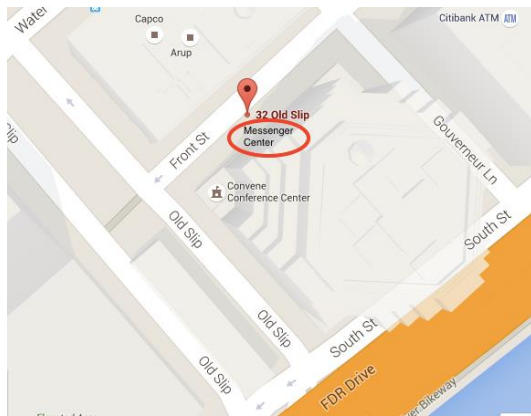 Water
Capco
Arup
Citibank ATM ATM
32 Old Slip
Messenger
Center
Front St
Gouverneur Ln
Convene
Conference Center
Slip
Old Slip
South St
Old Slip
South St
Old Slip
FDR Drive
Bikeway